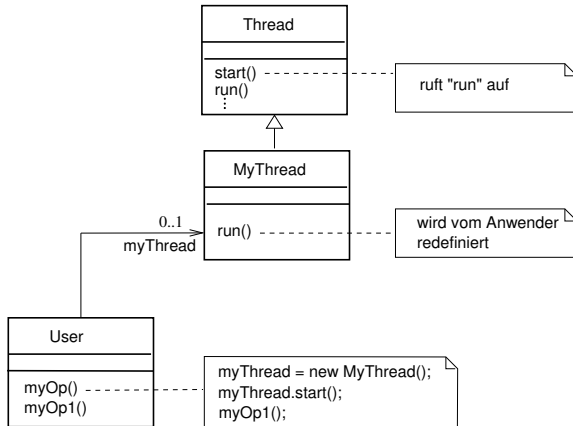 Thread
start()
run()
⋮
ruft "run" auf
MyThread
run()
wird vom Anwender
redefiniert
0..1
myThread
User
myOp()
myOp1()
myThread = new MyThread();
myThread.start();
myOp1();